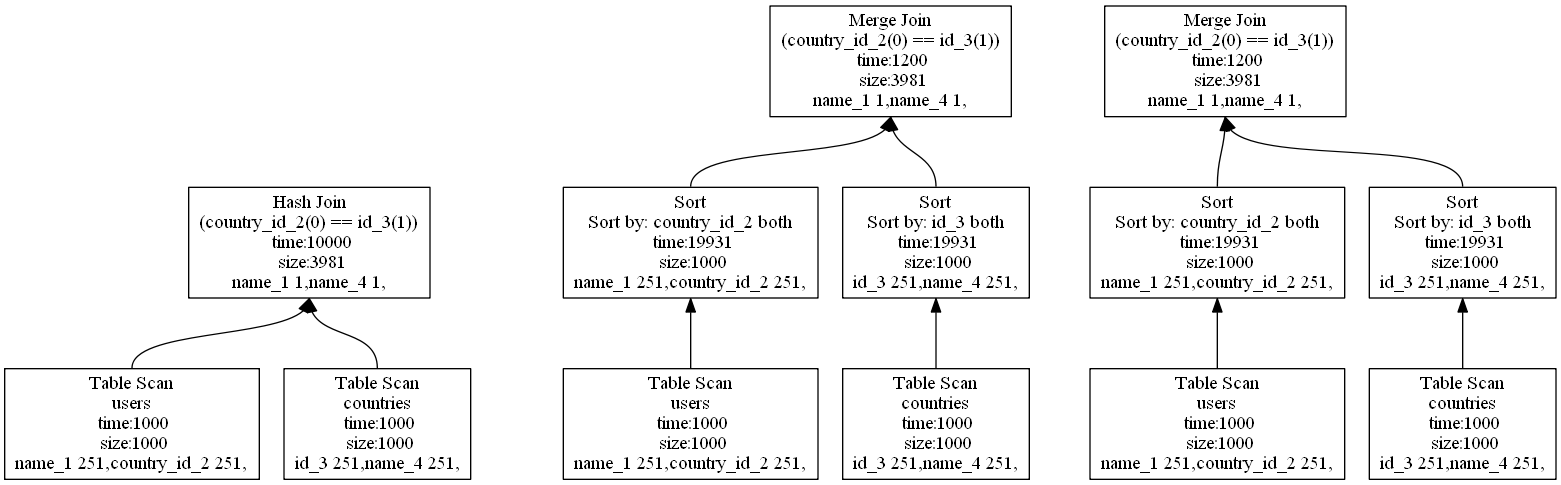 Merge Join
(country_id_2(0) == id_3(1))
time:1200
size:3981
name_1 1,name_4 1,
Merge Join
(country_id_2(0) == id_3(1))
time:1200
size:3981
name_1 1,name_4 1,
Hash Join
(country_id_2(0) == id_3(1))
time:10000
size:3981
name_1 1,name_4 1,
Sort
Sort by: country_id_2 both
time:19931
size:1000
name_1 251,country_id_2 251,
Sort
Sort by: id_3 both
time:19931
size:1000
id_3 251,name_4 251,
Sort
Sort by: country_id_2 both
time:19931
size:1000
name_1 251,country_id_2 251,
Sort
Sort by: id_3 both
time:19931
size:1000
id_3 251,name_4 251,
Table Scan
users
time:1000
size:1000
name_1 251,country_id_2 251,
Table Scan
countries
time:1000
size:1000
id_3 251,name_4 251,
Table Scan
users
time:1000
size:1000
name_1 251,country_id_2 251,
Table Scan
countries
time:1000
size:1000
id_3 251,name_4 251,
Table Scan
users
time:1000
size:1000
name_1 251,country_id_2 251,
Table Scan
countries
time:1000
size:1000
id_3 251,name_4 251,